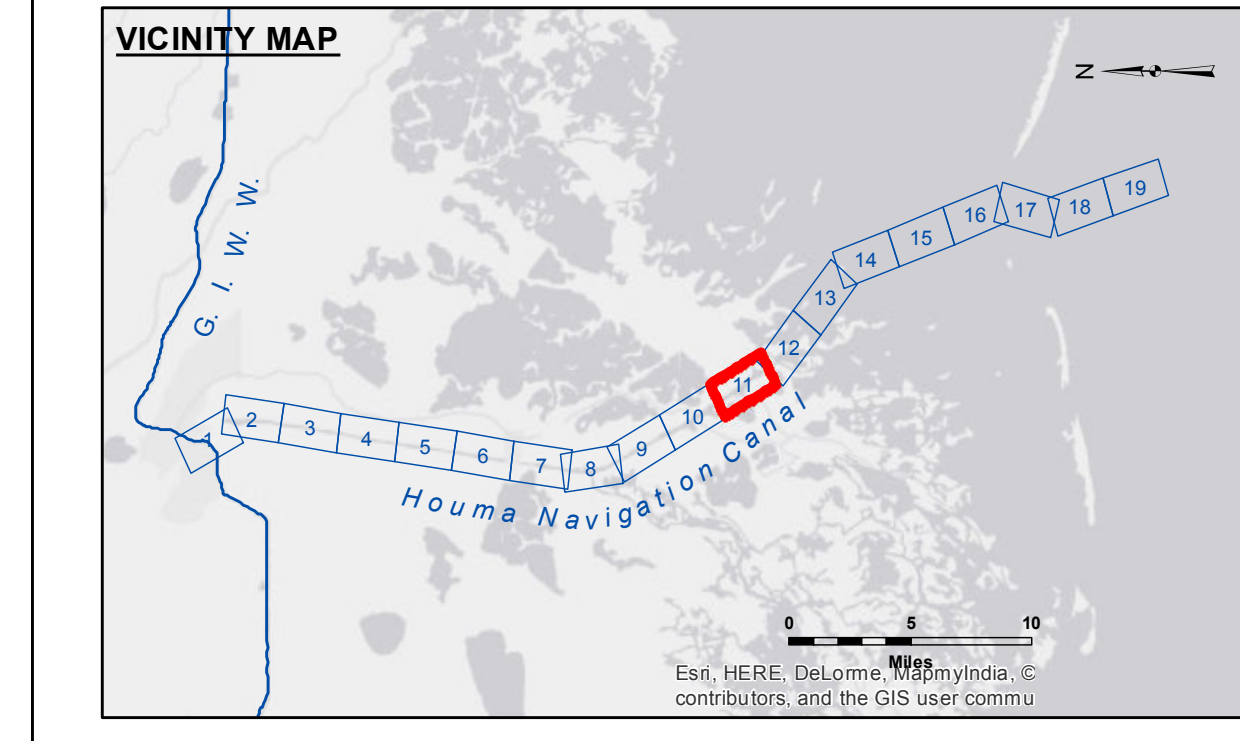 VICINITY MAP
N
G. I. W. W.
1
2
3
4
5
6
7
8
9
10
11
12
13
14
15
16
17
18
19
Houma Navigation Canal
0 5 10
Miles
Esri, HERE, DeLorme, MapmyIndia, ©
contributors, and the GIS user commu